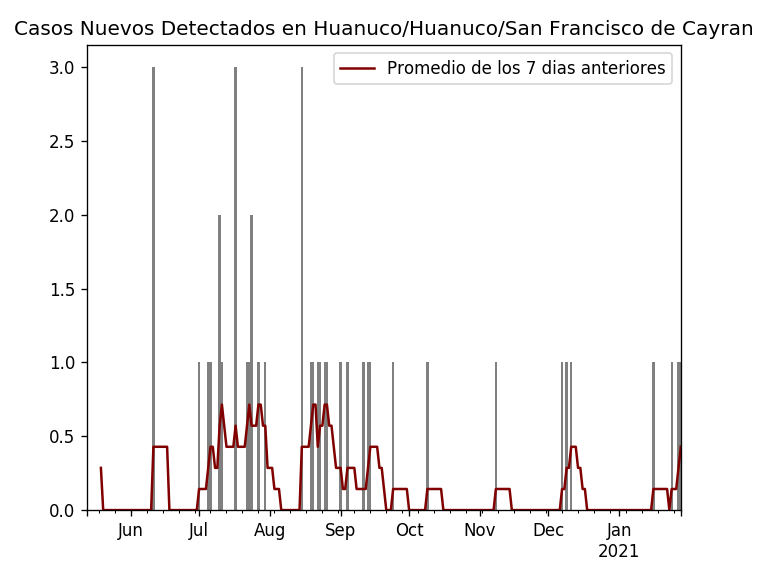 Casos Nuevos Detectados en Huanuco/Huanuco/San Francisco de Cayran
Promedio de los 7 dias anteriores
3.0
2.5
2.0
1.5
1.0
0.5
0.0
Jun Jul Aug Sep Oct Nov Dec Jan
2021